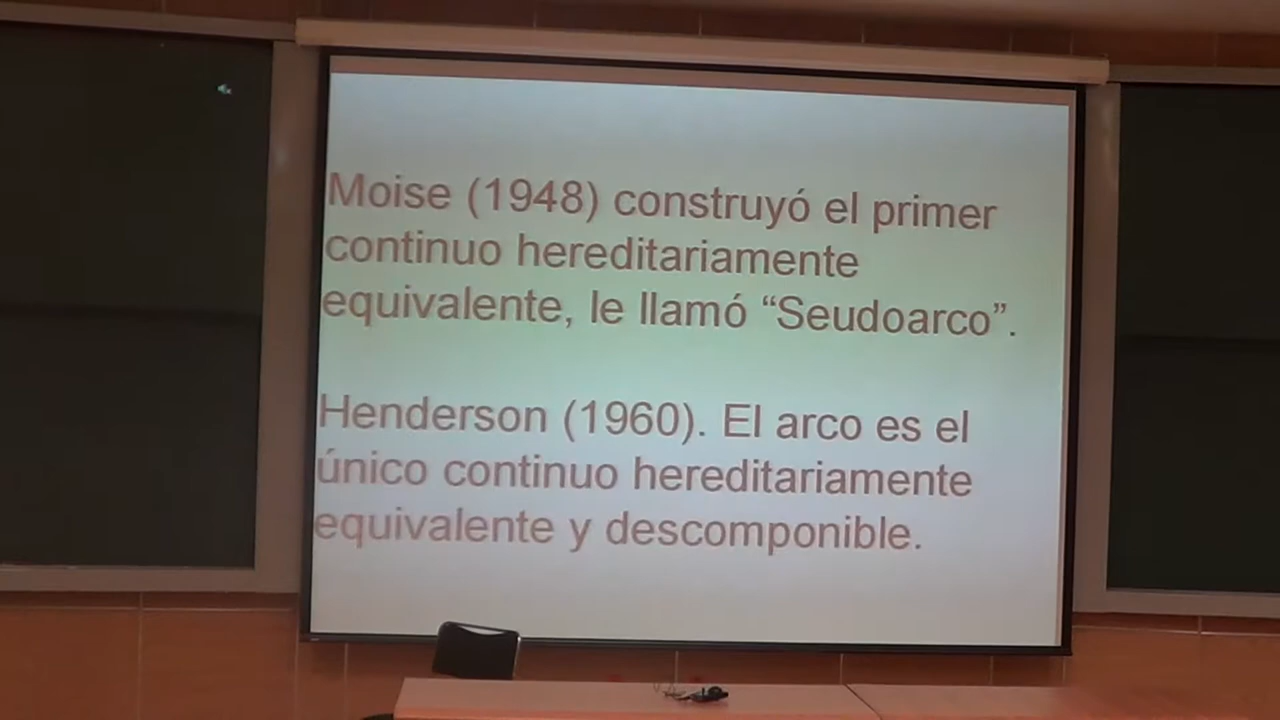 Moise (1948) construyó el primer
continuo hereditariamente
equivalente, le llamó “Seudoarco”.
Henderson (1960). El arco es el
único continuo hereditariamente
equivalente y descomponible.